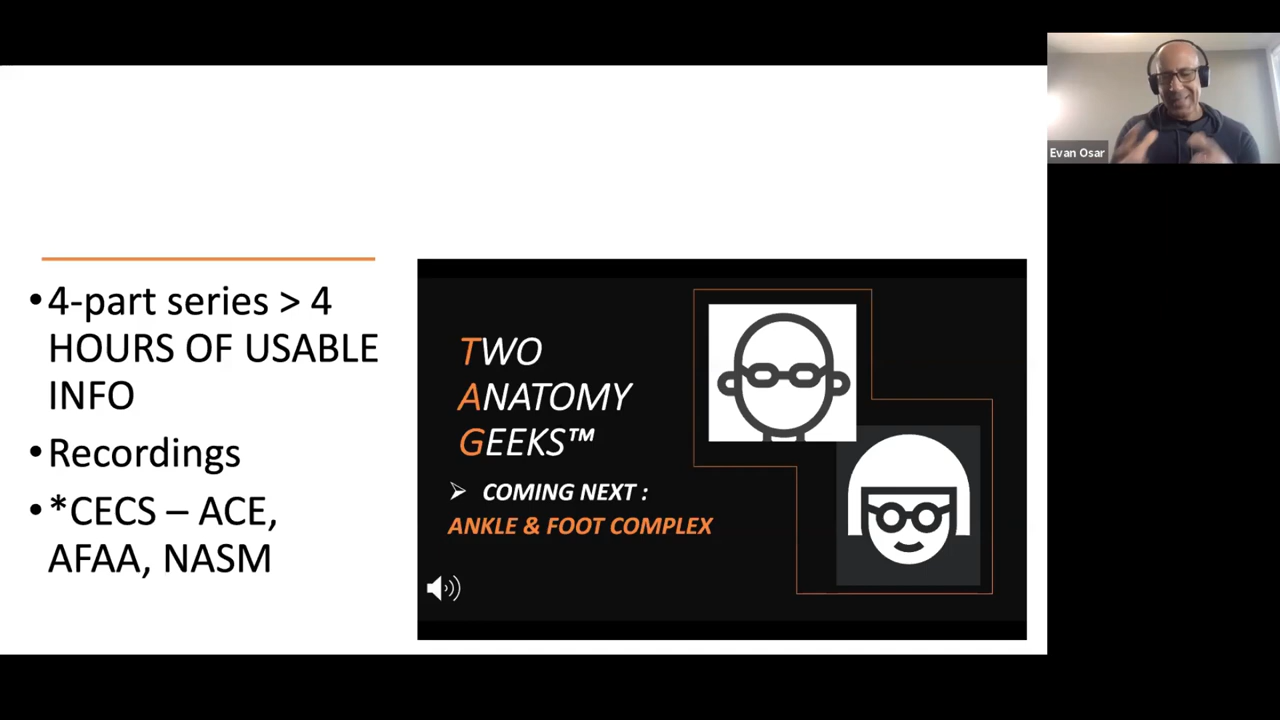 •4-part series > 4
HOURS OF USABLE
INFO
•Recordings
•*CECS – ACE,
AFAA, NASM
TWO
ANATOMY
GEEKS™
➢ COMING NEXT :
ANKLE & FOOT COMPLEX
Evan Osar